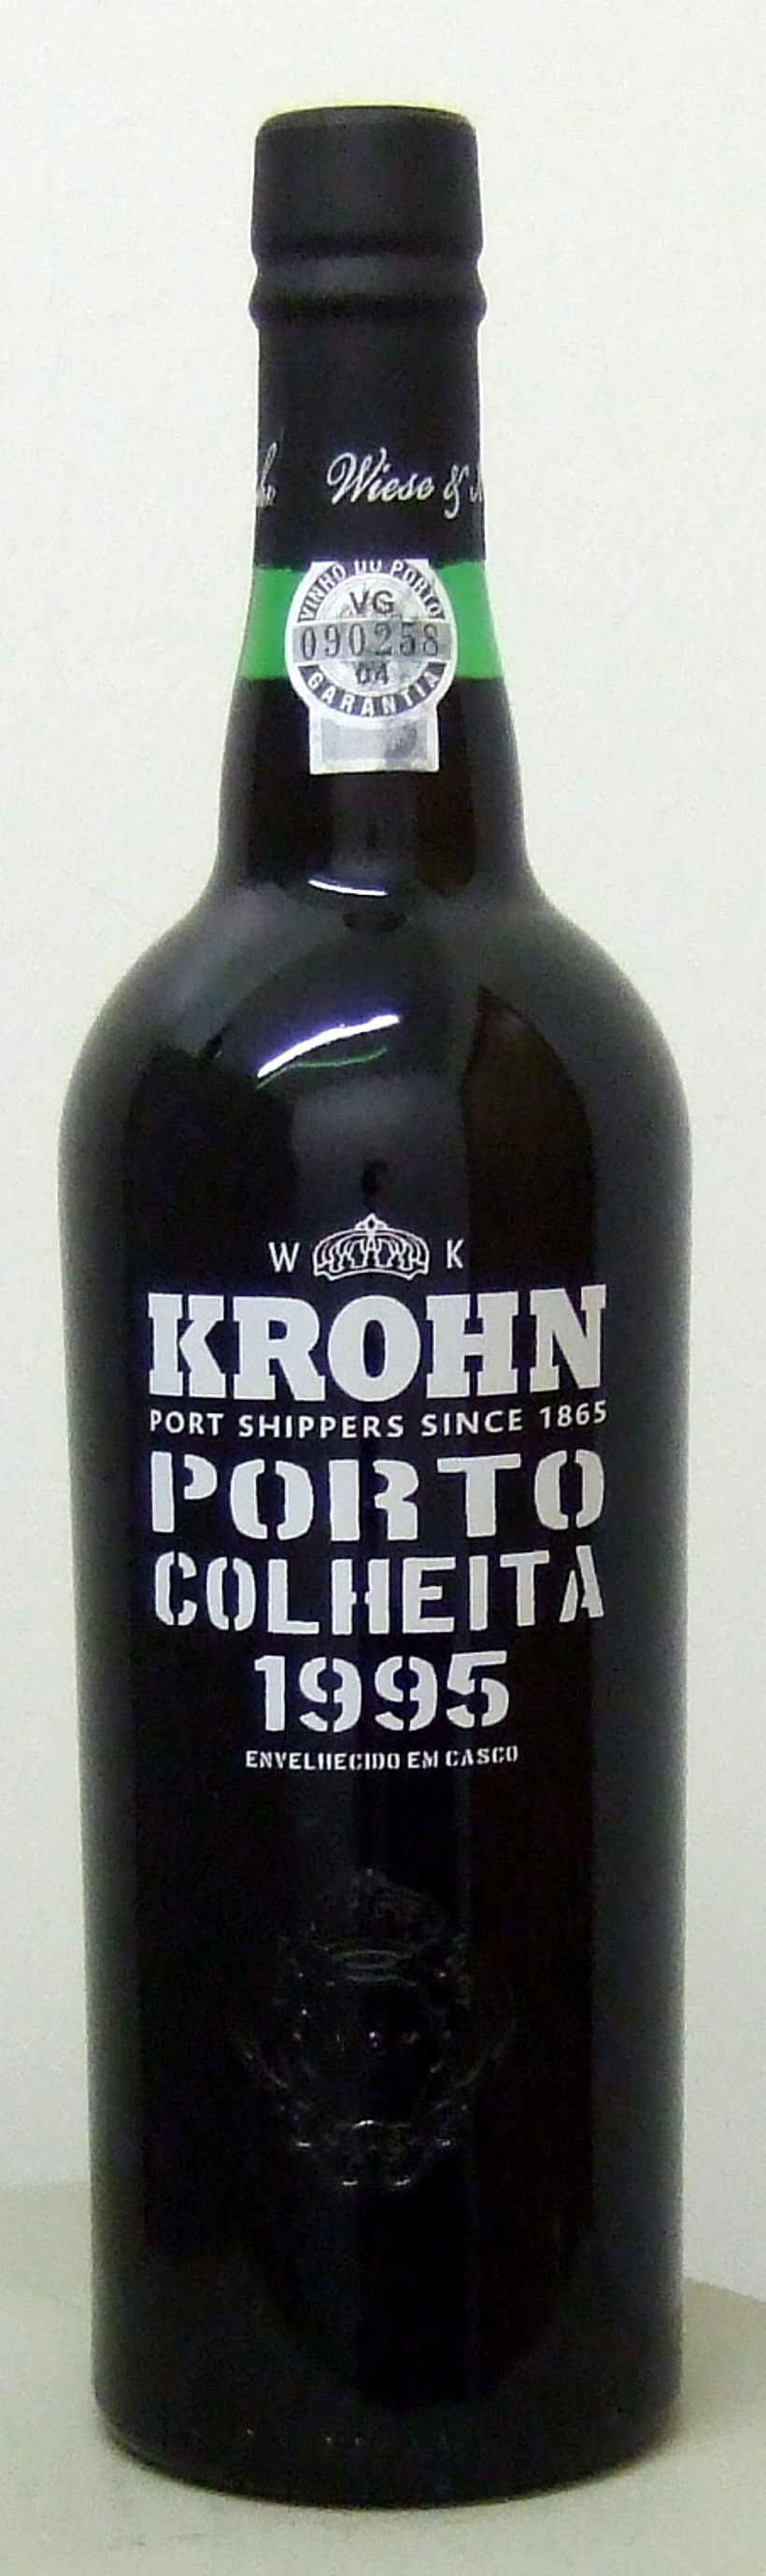 Wiese &
VINHO DO PORTO
VG
090258
04
GARANTIA
W K
KROHN
PORT SHIPPERS SINCE 1865
PORTO
COLHEITA
1995
ENVELHECIDO EM CASCO